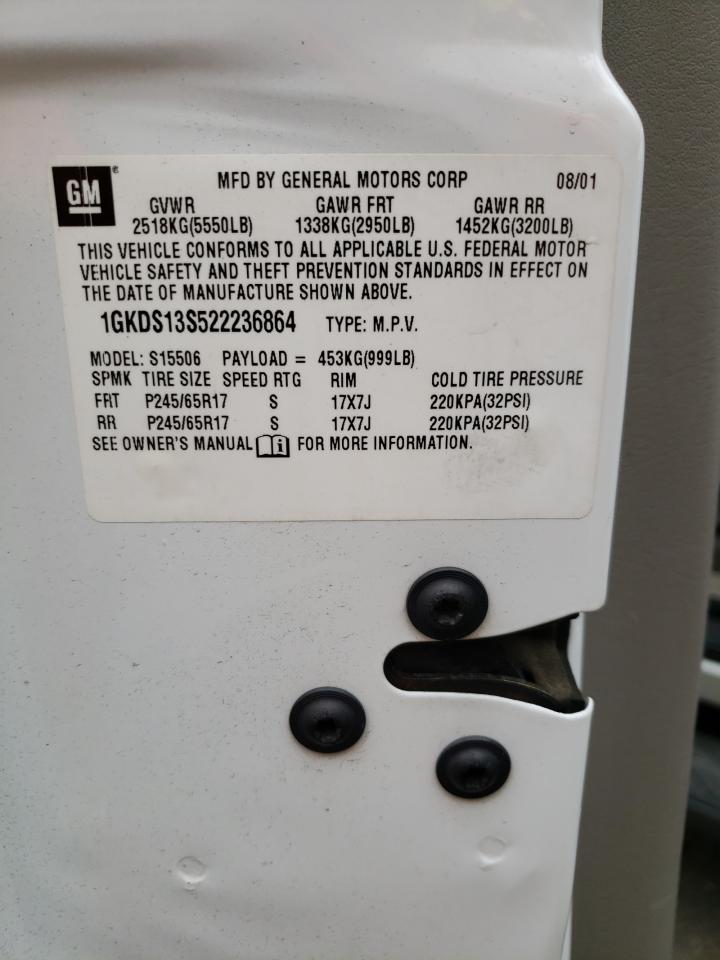 GM® MFD BY GENERAL MOTORS CORP 08/01
GVWR GAWR FRT GAWR RR
2518KG(5550LB) 1338KG(2950LB) 1452KG(3200LB)
THIS VEHICLE CONFORMS TO ALL APPLICABLE U.S. FEDERAL MOTOR
VEHICLE SAFETY AND THEFT PREVENTION STANDARDS IN EFFECT ON
THE DATE OF MANUFACTURE SHOWN ABOVE.
1GKDS13S522236864 TYPE: M.P.V.
MODEL: S15506 PAYLOAD = 453KG(999LB)
SPMK TIRE SIZE SPEED RTG RIM COLD TIRE PRESSURE
FRT P245/65R17 S 17X7J 220KPA(32PSI)
RR P245/65R17 S 17X7J 220KPA(32PSI)
SEE OWNER'S MANUAL i FOR MORE INFORMATION.